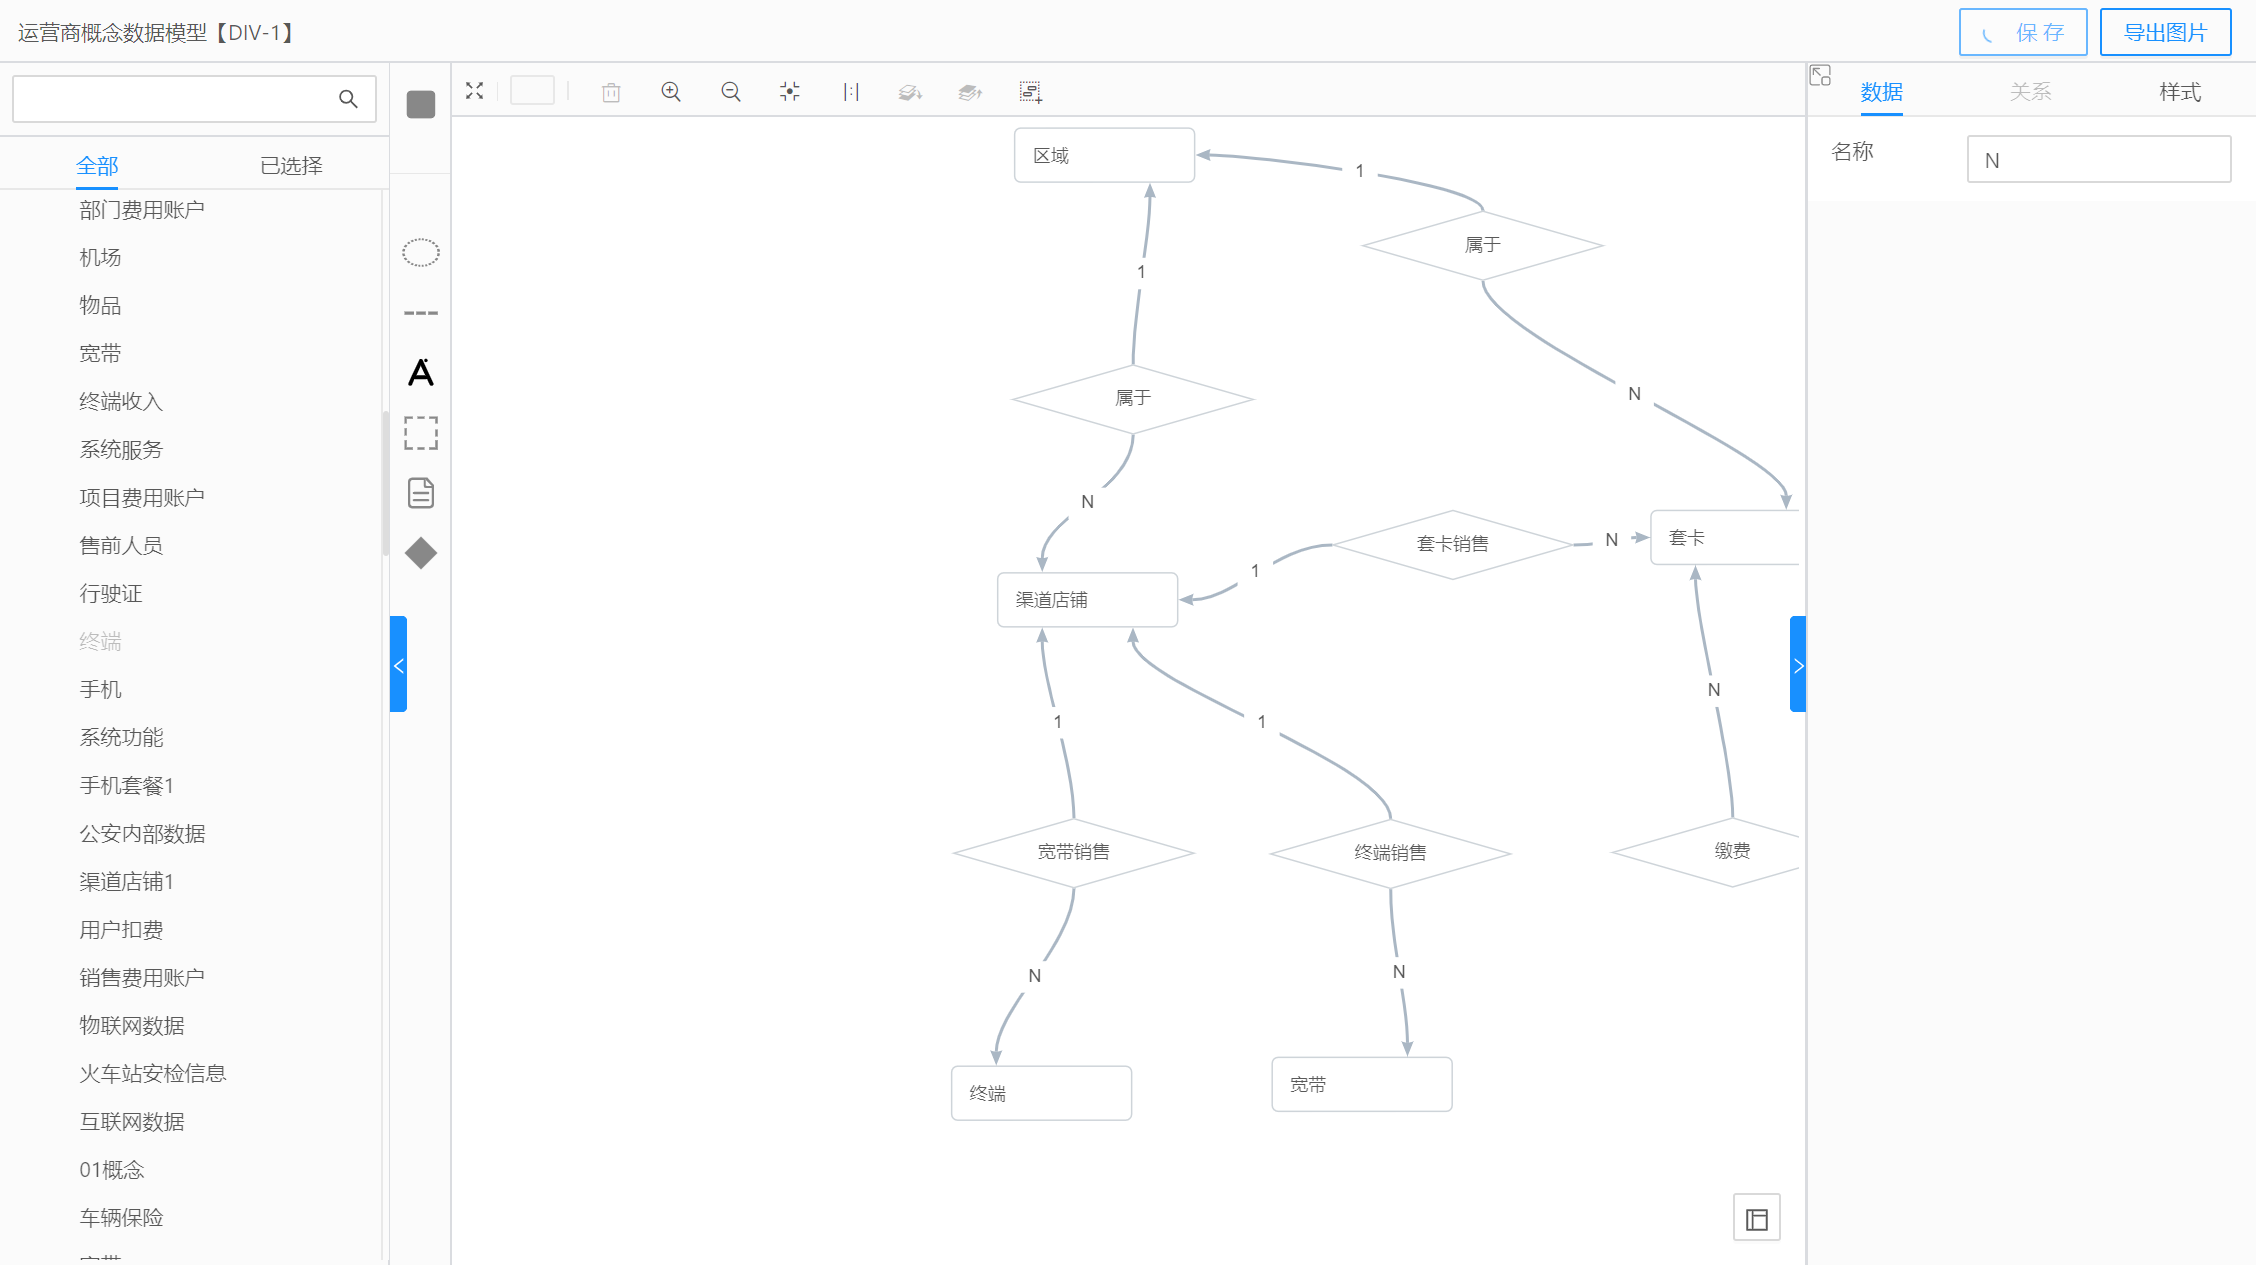 运营商概念数据模型【DIV-1】
保 存
导出图片
全部
已选择
部门费用账户
机场
物品
宽带
终端收入
系统服务
项目费用账户
售前人员
行驶证
终端
手机
系统功能
手机套餐1
公安内部数据
渠道店铺1
用户扣费
销售费用账户
物联网数据
火车站安检信息
互联网数据
01概念
车辆保险
区域
1
属于
1
N
属于
N
套卡销售
N
套卡
1
渠道店铺
N
1
1
宽带销售
终端销售
缴费
N
N
终端
宽带
数据
关系
样式
名称
N